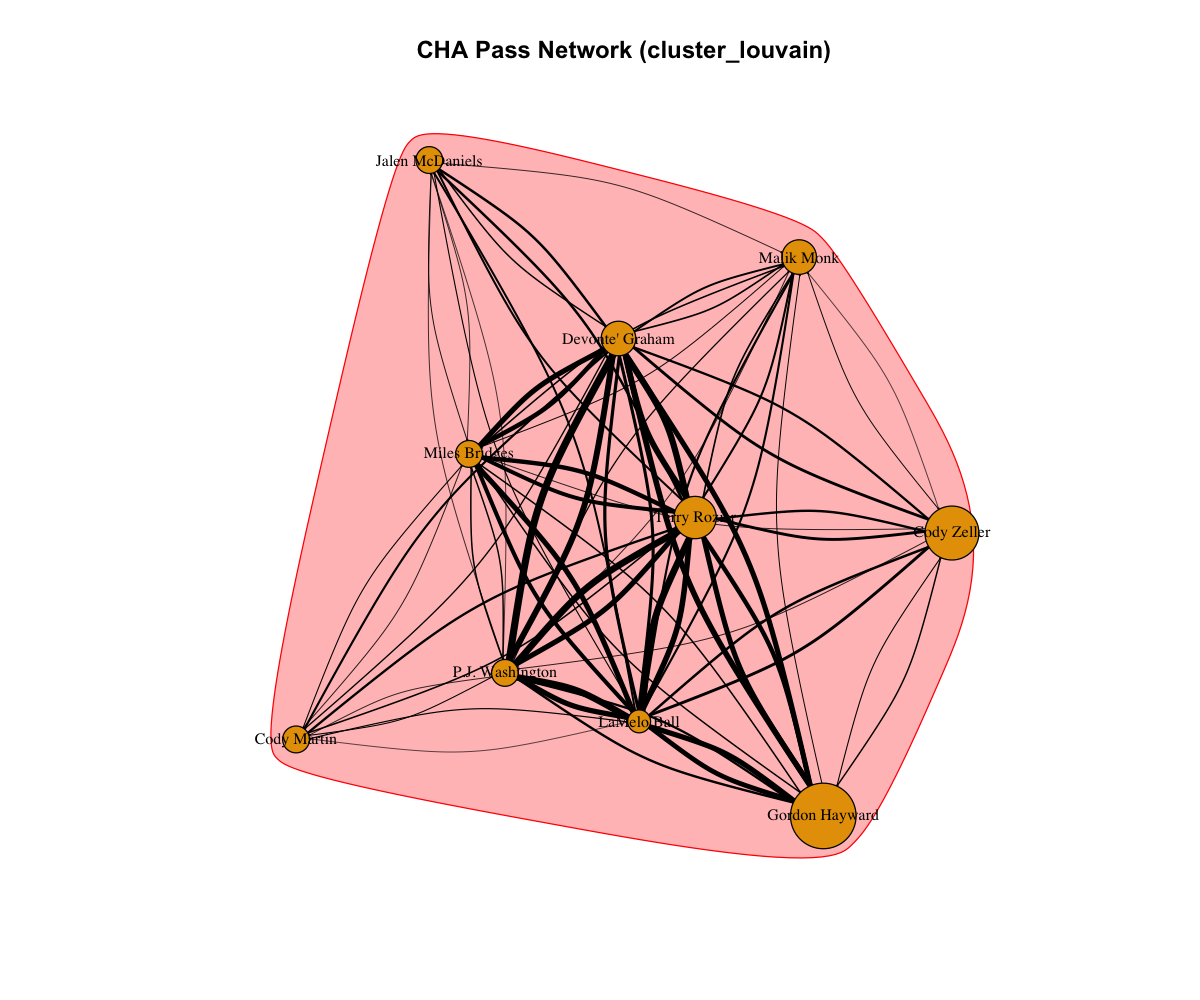 CHA Pass Network (cluster_louvain)
Jalen McDaniels
Malik Monk
Devonte' Graham
Miles Bridges
Terry Rozier
Cody Zeller
P.J. Washington
LaMelo Ball
Cody Martin
Gordon Hayward